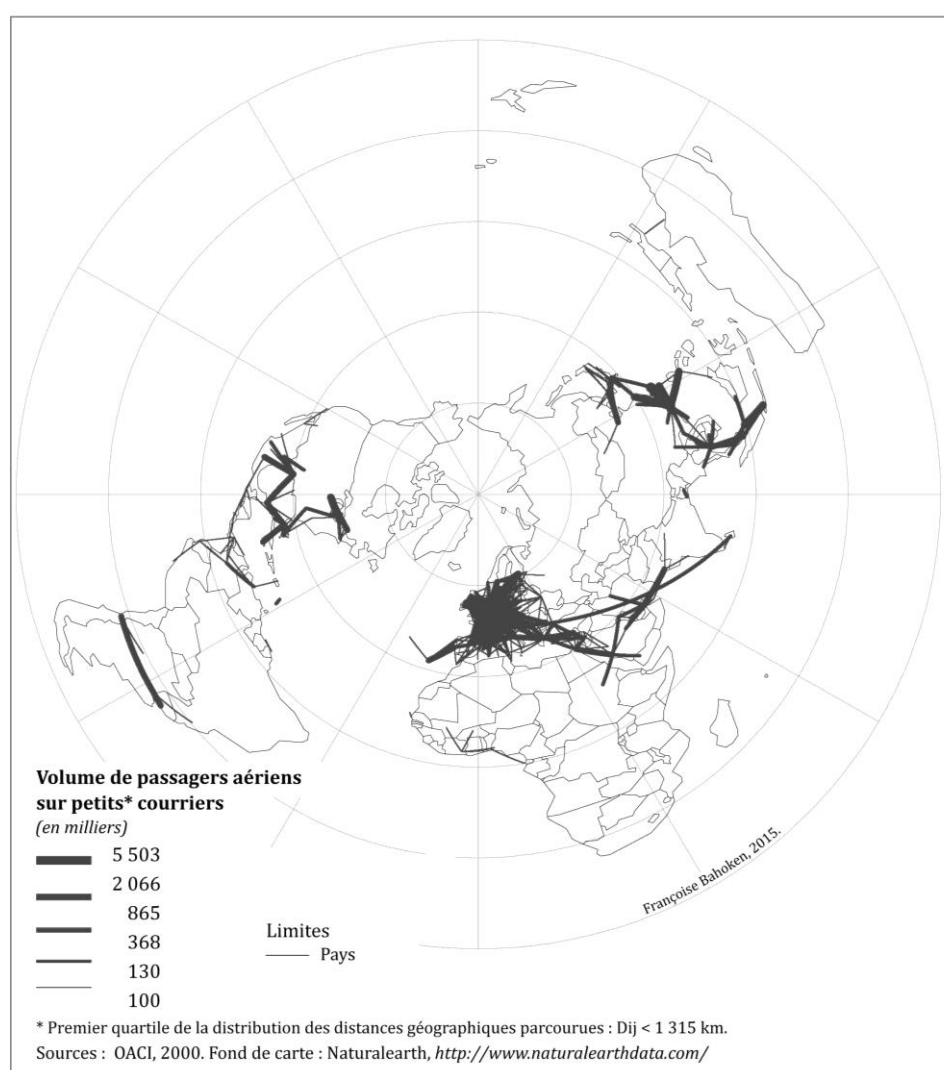 Volume de passagers aériens
sur petits* courriers
(en milliers)
5 503
2 066
865
368
130
100
Limites
Pays
Françoise Bahoken, 2015.
* Premier quartile de la distribution des distances géographiques parcourues : Dij < 1 315 km.
Sources : OACI, 2000. Fond de carte : Naturalearth, http://www.naturalearthdata.com/